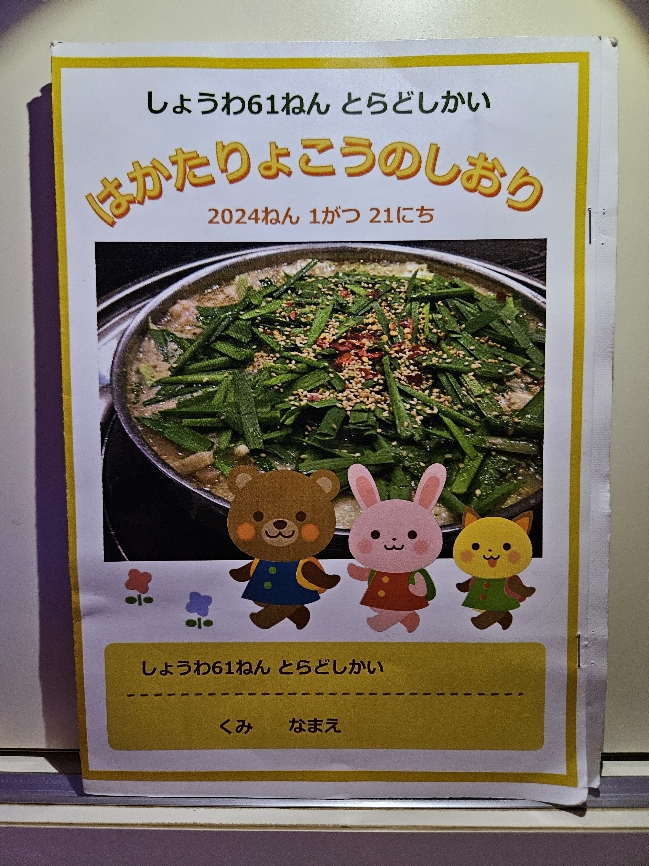 しょうわ61ねん とらどしかい
はかたりょこうのしおり
2024ねん 1がつ 21にち
しょうわ61ねん とらどしかい
くみ なまえ